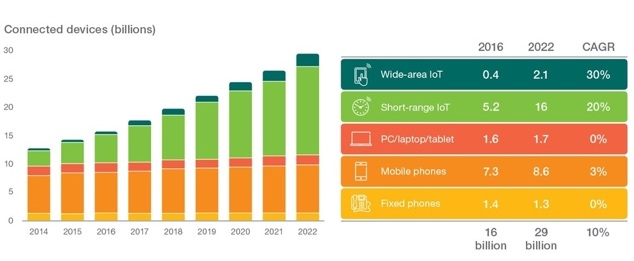 Connected devices (billions)
30
25
20
15
10
5
0
2014 2015 2016 2017 2018 2019 2020 2021 2022
2016 2022 CAGR
Wide-area IoT 0.4 2.1 30%
Short-range IoT 5.2 16 20%
PC/laptop/tablet 1.6 1.7 0%
Mobile phones 7.3 8.6 3%
Fixed phones 1.4 1.3 0%
16 29 10%
billion billion